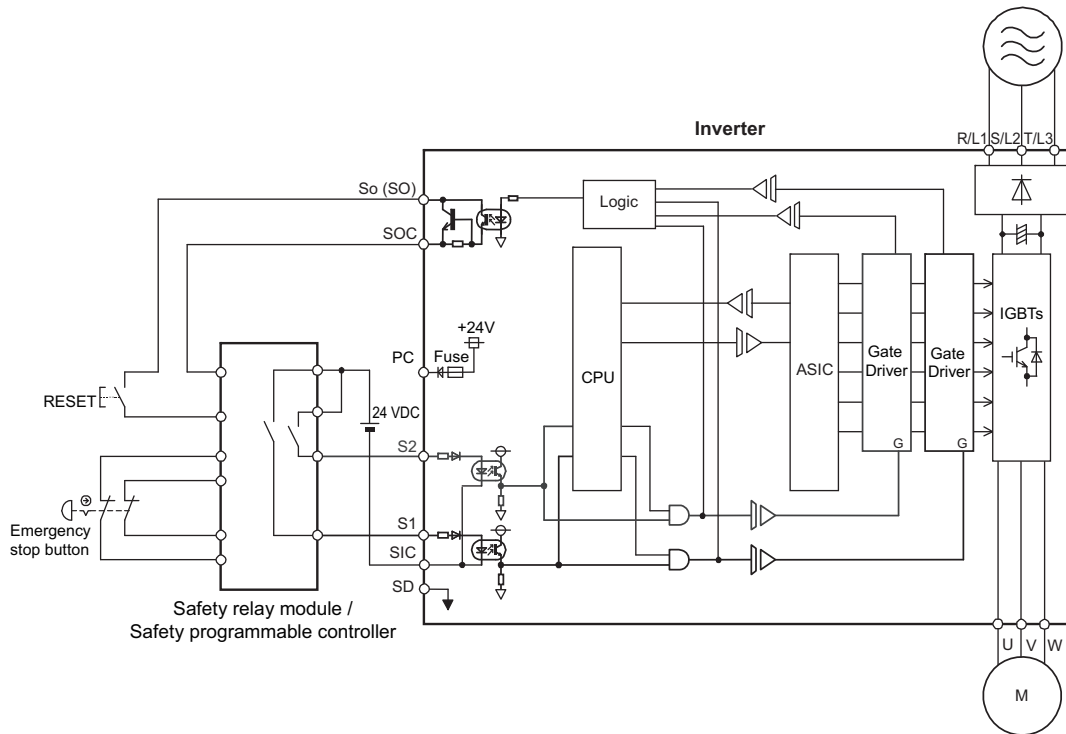 Inverter
R/L1 S/L2 T/L3
So (SO)
SOC
Logic
+24V
PC
Fuse
CPU
ASIC
Gate
Driver
G
Gate
Driver
G
IGBTs
RESET
24 VDC
S2
Emergency
stop button
S1
SIC
SD
Safety relay module /
Safety programmable controller
U V W
M